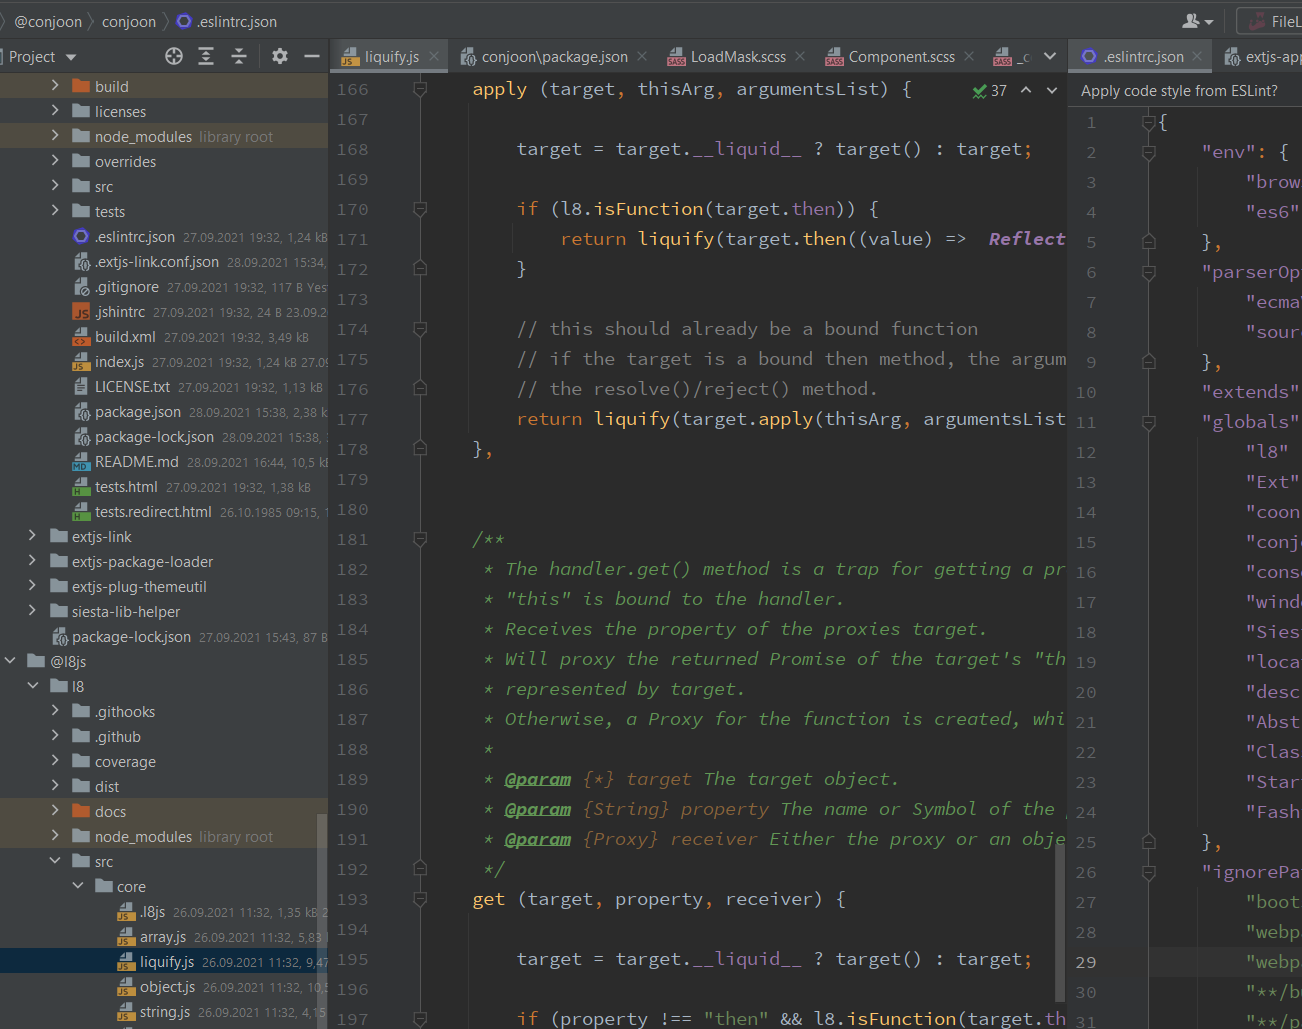 @conjoon conjoon .eslintrc.json
FileL
Project
build
licenses
node_modules library root
overrides
src
tests
.eslintrc.json 27.09.2021 19:32, 1,24 kB
.extjs-link.conf.json 28.09.2021 15:34,
.gitignore 27.09.2021 19:32, 117 B Yes
.jshintrc 27.09.2021 19:32, 24 B 23.09.2
build.xml 27.09.2021 19:32, 3,49 kB
index.js 27.09.2021 19:32, 1,24 kB 27.09
LICENSE.txt 27.09.2021 19:32, 1,13 kB
package.json 28.09.2021 15:38, 2,38 k
package-lock.json 28.09.2021 15:38,
README.md 28.09.2021 16:44, 10,5 k
tests.html 27.09.2021 19:32, 1,38 kB
tests.redirect.html 26.10.1985 09:15, 1
extjs-link
extjs-package-loader
extjs-plug-themeutil
siesta-lib-helper
package-lock.json 27.09.2021 15:43, 87 B
@l8js
l8
.githooks
.github
coverage
dist
docs
node_modules library root
src
core
.l8js 26.09.2021 11:32, 1,35 kB 2
array.js 26.09.2021 11:32, 5,83
liquify.js 26.09.2021 11:32, 9,47
object.js 26.09.2021 11:32, 10,5
string.js 26.09.2021 11:32, 4,15
liquify.js conjoon\package.json LoadMask.scss Component.scss _c
37
166 apply (target, thisArg, argumentsList) {
167
168 target = target.__liquid__ ? target() : target;
169
170 if (l8.isFunction(target.then)) {
171 return liquify(target.then((value) => Reflect
172 }
173
174 // this should already be a bound function
175 // if the target is a bound then method, the argum
176 // the resolve()/reject() method.
177 return liquify(target.apply(thisArg, argumentsList
178 },
179
180
181 /**
182 * The handler.get() method is a trap for getting a pr
183 * "this" is bound to the handler.
184 * Receives the property of the proxies target.
185 * Will proxy the returned Promise of the target's "th
186 * represented by target.
187 * Otherwise, a Proxy for the function is created, whi
188 *
189 * @param {*} target The target object.
190 * @param {String} property The name or Symbol of the
191 * @param {Proxy} receiver Either the proxy or an obje
192 */
193 get (target, property, receiver) {
194
195 target = target.__liquid__ ? target() : target;
196
197 if (property !== "then" && l8.isFunction(target.th
.eslintrc.json extjs-app
Apply code style from ESLint?
1 {
2 "env": {
3 "brow
4 "es6"
5 },
6 "parserOp
7 "ecma
8 "sour
9 },
10 "extends"
11 "globals"
12 "l8"
13 "Ext"
14 "coon
15 "conj
16 "cons
17 "wind
18 "Sies
19 "loca
20 "desc
21 "Abst
22 "Clas
23 "Star
24 "Fash
25 },
26 "ignorePa
27 "boot
28 "webp
29 "webp
30 "**/b
31 "**/p